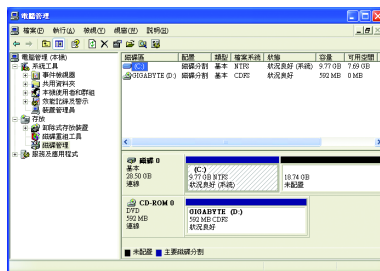 電腦管理
檔案(F) 執行(A) 檢視(V) 視窗(W) 說明(H)
電腦管理 (本機)
系統工具
事件檢視器
共用資料夾
本機使用者和群組
效能記錄及警示
裝置管理員
存放
卸除式存放裝置
磁碟重組工具
磁碟管理
服務及應用程式
磁碟區 配置 類型 檔案系統 狀態 容量 可用空間
(C:) 磁碟分割 基本 NTFS 狀況良好 (系統) 9.77 GB 7.69 GB
GIGABYTE (D:) 磁碟分割 基本 CDFS 狀況良好 592 MB 0 MB
磁碟 0
基本
28.50 GB
連線
(C:)
9.77 GB NTFS
狀況良好 (系統)
18.74 GB
未配置
CD-ROM 0
DVD
592 MB
連線
GIGABYTE (D:)
592 MB CDFS
狀況良好
未配置 主要磁碟分割